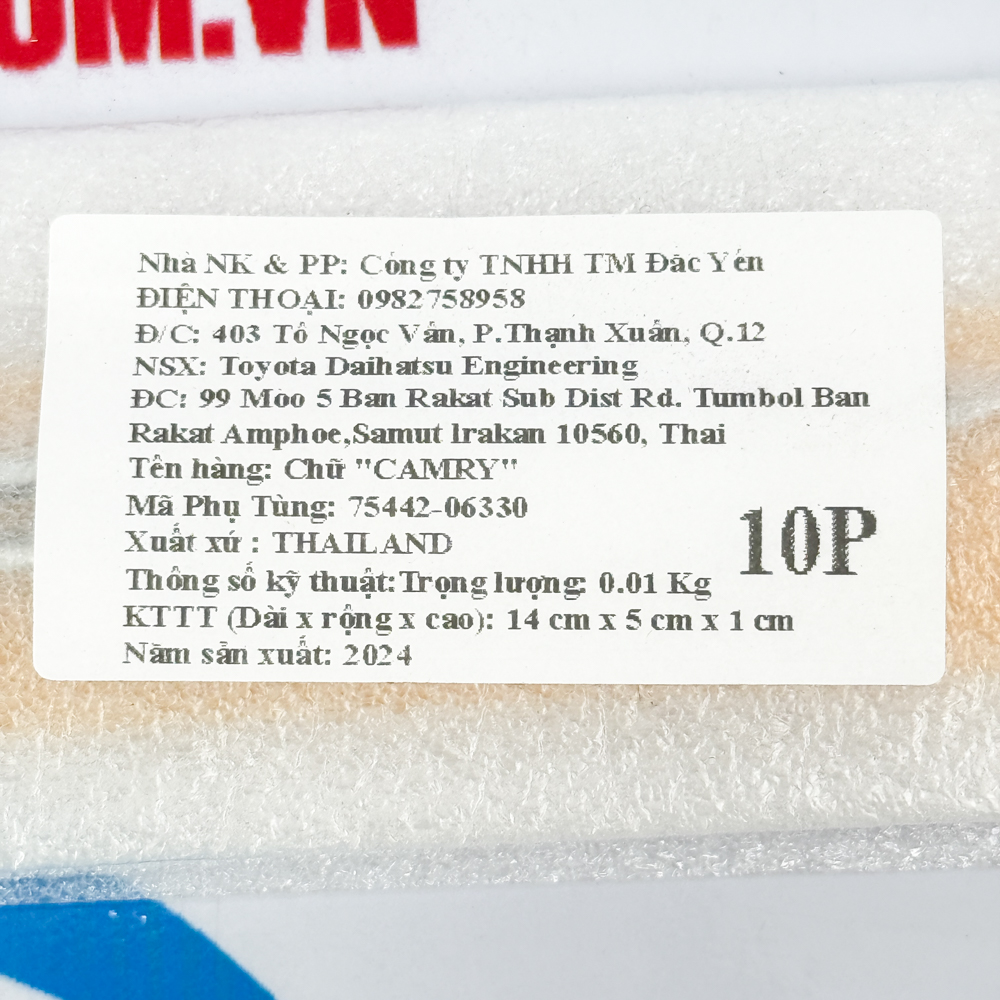 OM.VN
Nhà NK & PP: Công ty TNHH TM Đăc Yên
ĐIỆN THOẠI: 0982758958
Đ/C: 403 Tô Ngọc Vân, P.Thạnh Xuân, Q.12
NSX: Toyota Daihatsu Engineering
ĐC: 99 Moo 5 Ban Rakat Sub Dist Rd. Tumbol Ban
Rakat Amphoe,Samut lrakan 10560, Thai
Tên hàng: Chữ "CAMRY"
Mã Phụ Tùng: 75442-06330
Xuất xứ : THAILAND
10P
Thông số kỹ thuật:Trọng lượng: 0.01 Kg
KTTT (Dài x rộng x cao): 14 cm x 5 cm x 1 cm
Năm sản xuất: 2024